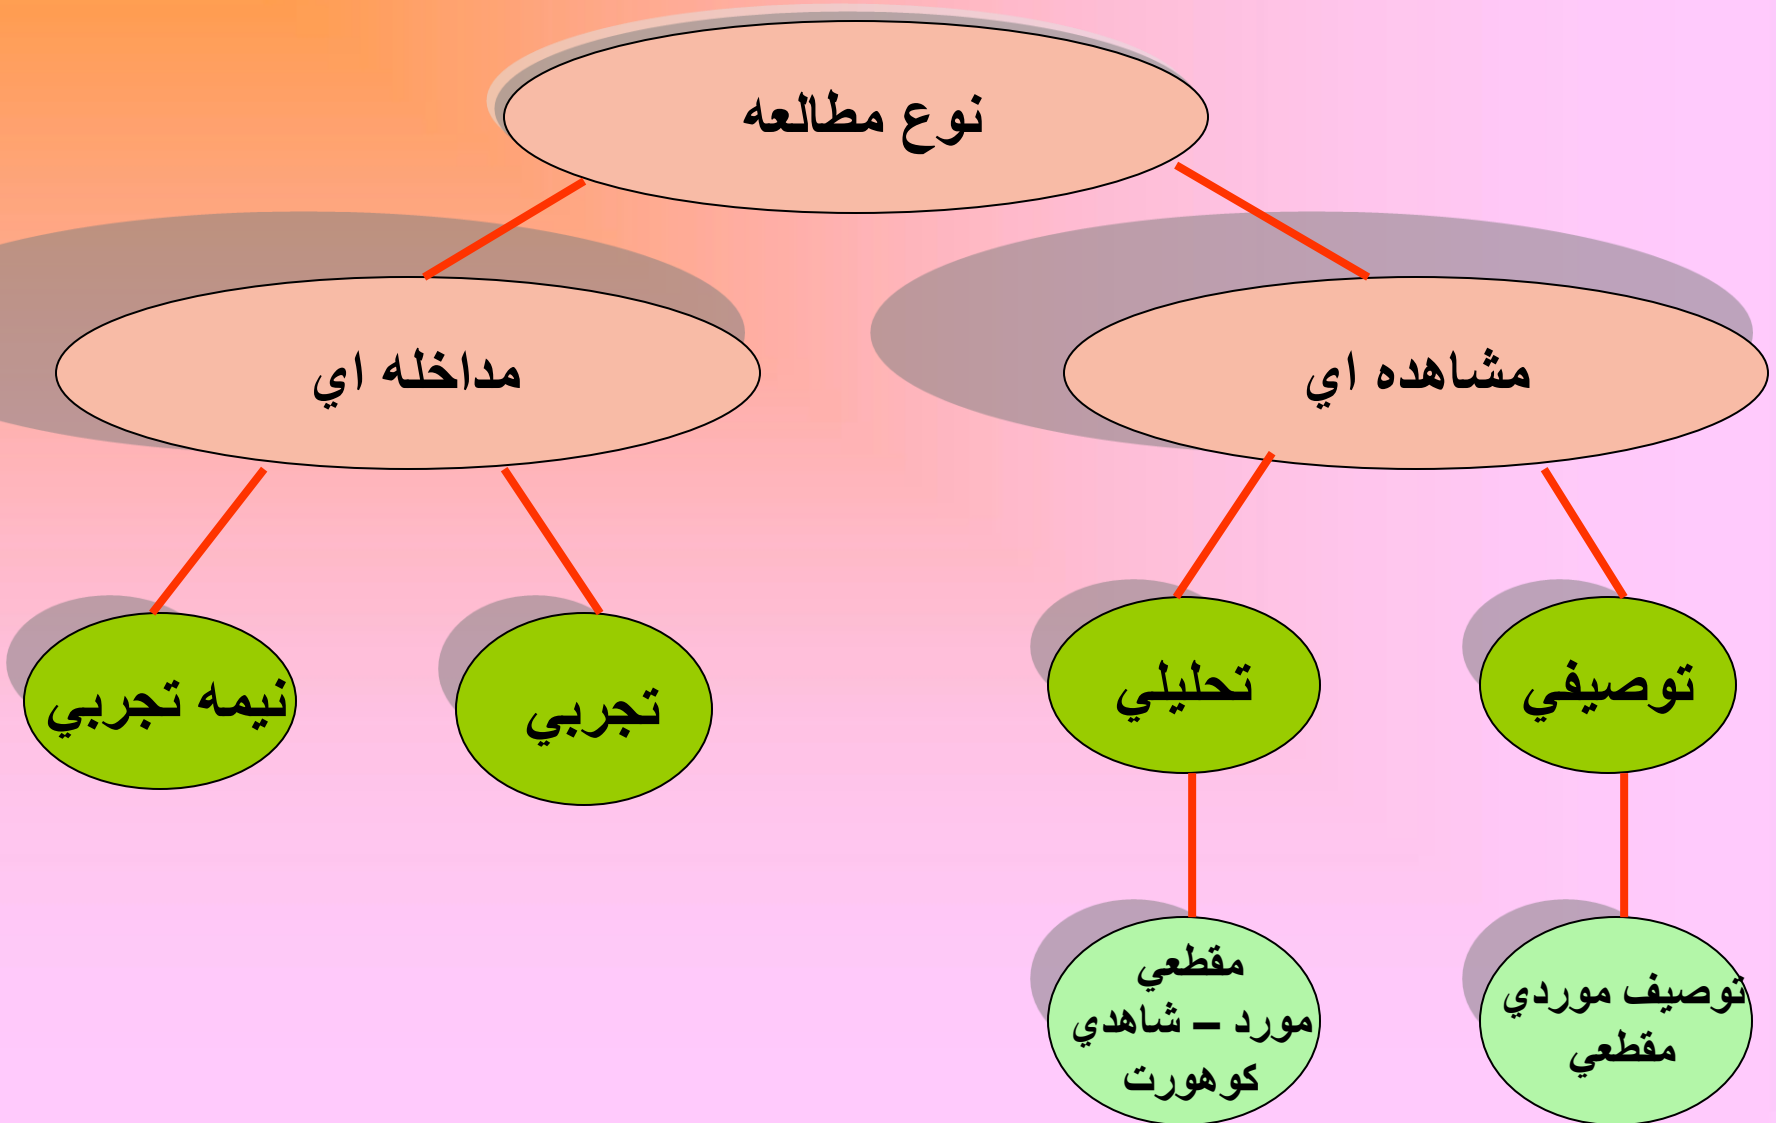 نوع مطالعه
مشاهده اي
مداخله اي
توصيفي
تحليلي
تجربي
نيمه تجربي
توصيف موردي
مقطعي
مقطعي
مورد – شاهدي
كوهورت